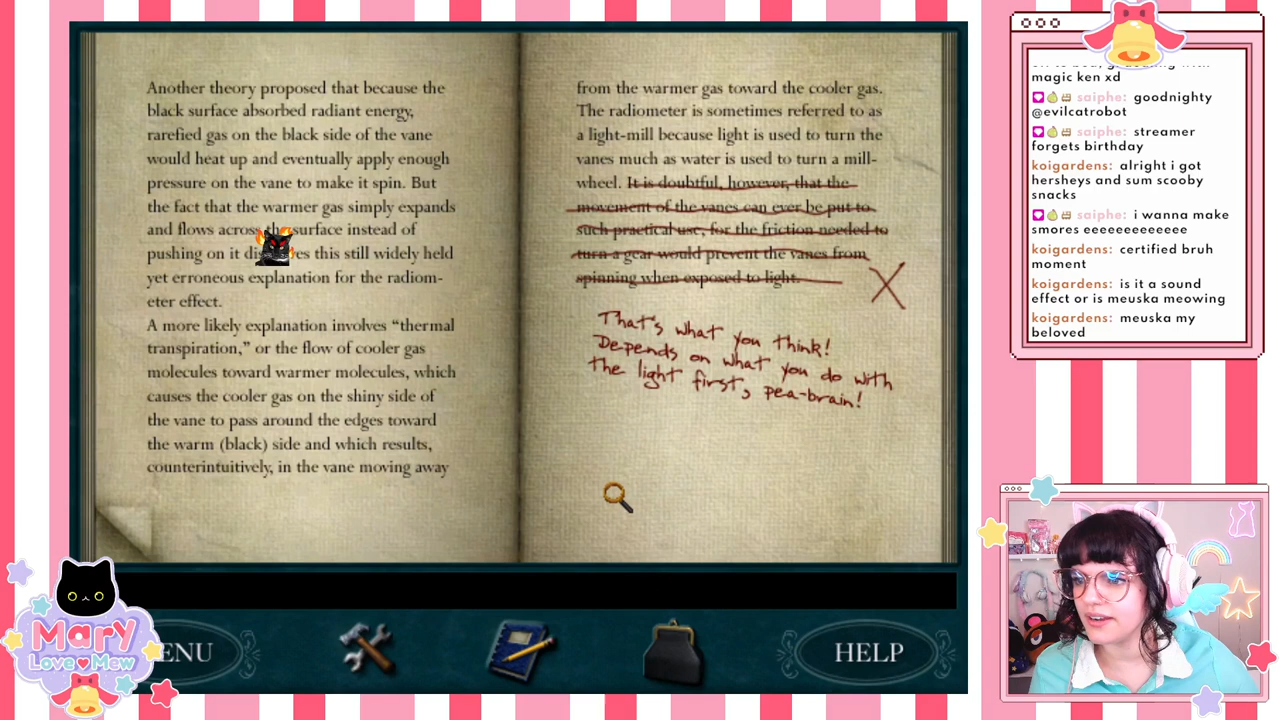 Another theory proposed that because the
black surface absorbed radiant energy,
rarefied gas on the black side of the vane
would heat up and eventually apply enough
pressure on the vane to make it spin. But
the fact that the warmer gas simply expands
and flows across the surface instead of
pushing on it this still widely held
yet erroneous explanation for the radiom-
eter effect.
A more likely explanation involves “thermal
transpiration,” or the flow of cooler gas
molecules toward warmer molecules, which
causes the cooler gas on the shiny side of
the vane to pass around the edges toward
the warm (black) side and which results,
counterintuitively, in the vane moving away
from the warmer gas toward the cooler gas.
The radiometer is sometimes referred to as
a light-mill because light is used to turn the
vanes much as water is used to turn a mill-
wheel. It is doubtful, however, that the
movement of the vanes can ever be put to
such practical use, for the friction needed to
turn a gear would prevent the vanes from
spinning when exposed to light.
X
That's what you think!
Depends on what you do with
the light first, pea-brain!
HELP
Mary
Love Mew
magic ken xd
saiphe: goodnighty
@evilcatrobot
saiphe: streamer
forgets birthday
koigardens: alright i got
hersheys and sum scooby
snacks
saiphe: i wanna make
smores eeeeeeeeeeeee
koigardens: certified bruh
moment
koigardens: is it a sound
effect or is meuska meowing
koigardens: meuska my
beloved